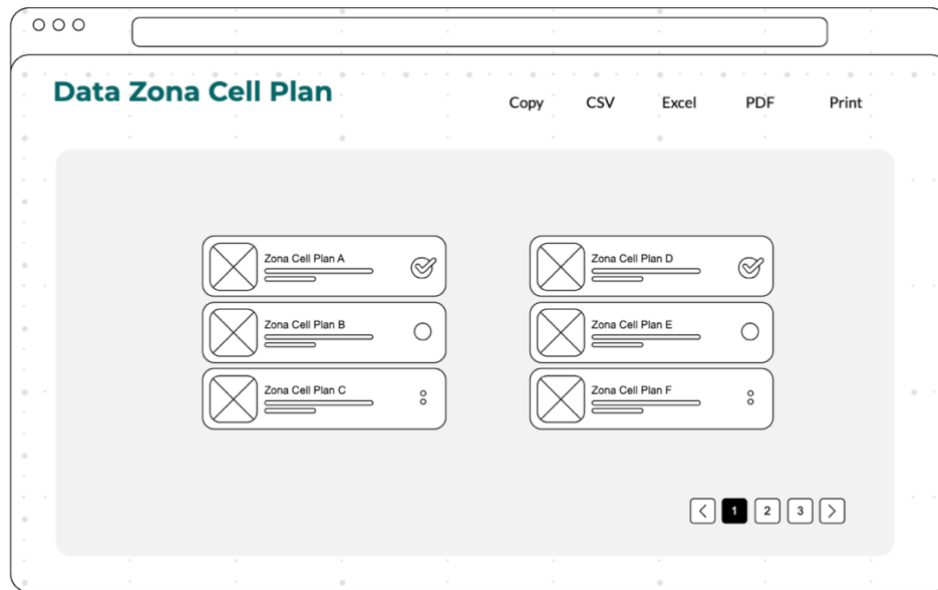 Data Zona Cell Plan
Copy CSV Excel PDF Print
Zona Cell Plan A
Zona Cell Plan B
Zona Cell Plan C
Zona Cell Plan D
Zona Cell Plan E
Zona Cell Plan F
1 2 3